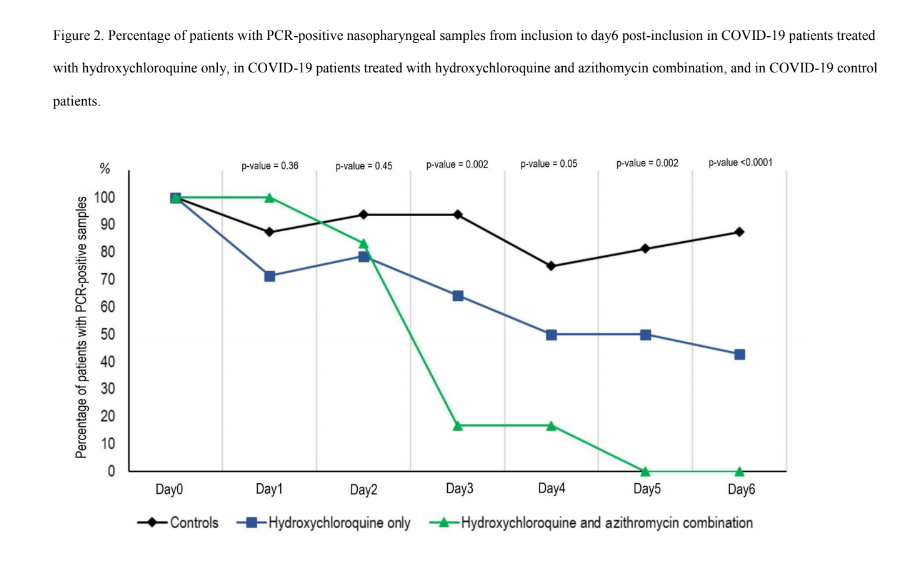 Figure 2. Percentage of patients with PCR-positive nasopharyngeal samples from inclusion to day6 post-inclusion in COVID-19 patients treated
with hydroxychloroquine only, in COVID-19 patients treated with hydroxychloroquine and azithomycin combination, and in COVID-19 control
patients.
%
p-value = 0.36
p-value = 0.45
p-value = 0.002
p-value = 0.05
p-value = 0.002
p-value <0.0001
Percentage of patients with PCR-positive samples
100
90
80
70
60
50
40
30
20
10
0
Day0
Day1
Day2
Day3
Day4
Day5
Day6
Controls
Hydroxychloroquine only
Hydroxychloroquine and azithromycin combination